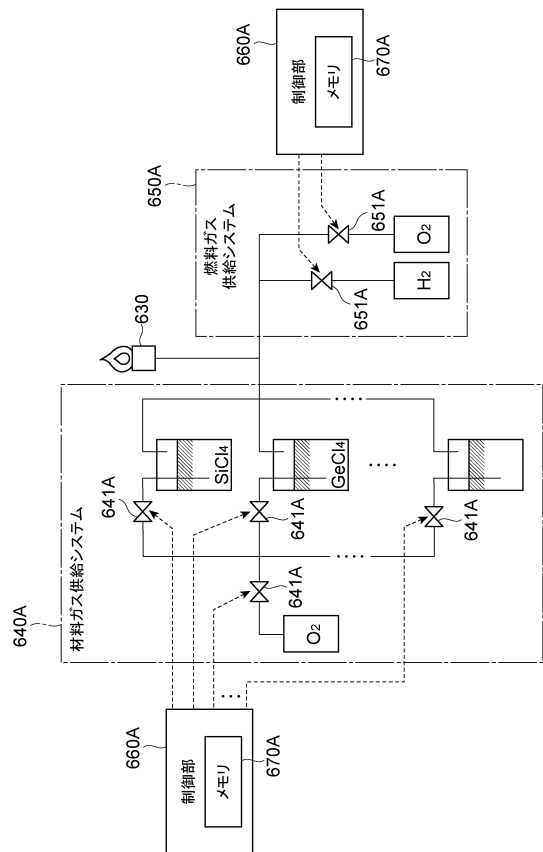 660A
制御部
メモリ
670A
650A
燃料ガス
供給システム
651A
O2
651A
H2
630
640A
材料ガス供給システム
641A
SiCl4
641A
GeCl4
....
....
641A
641A
O2
....
...
660A
制御部
メモリ
670A